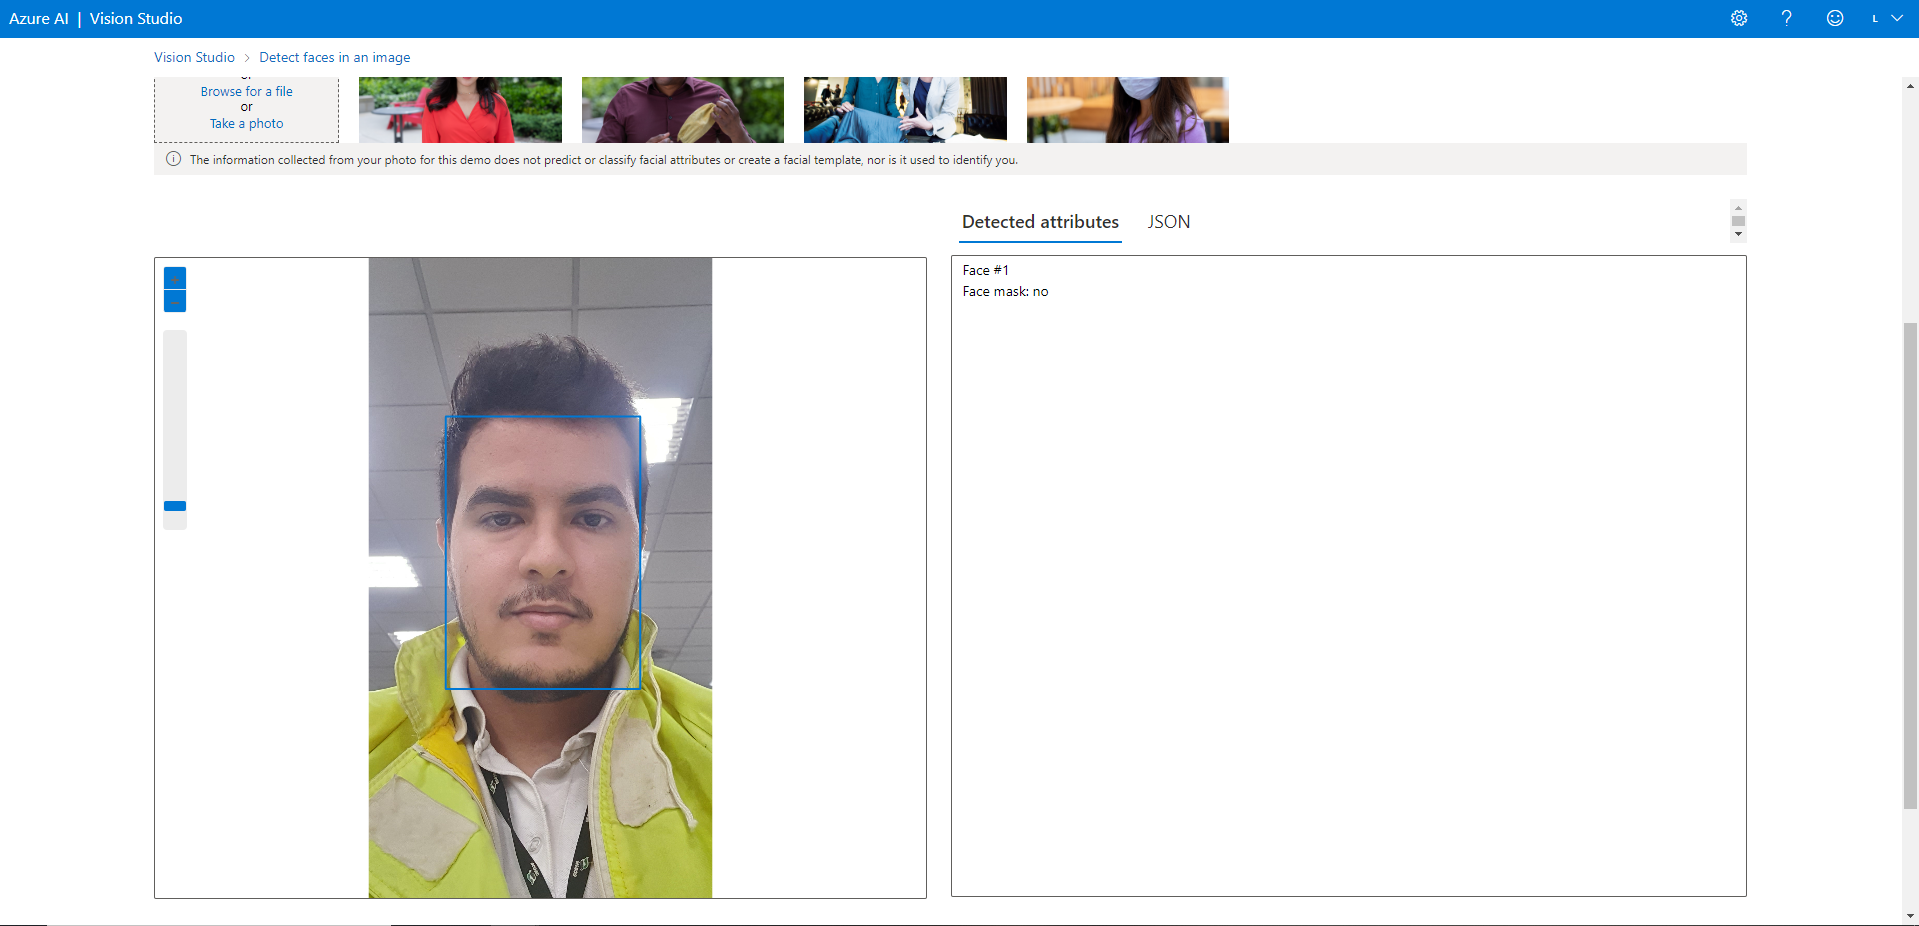 Azure AI | Vision Studio
L
Vision Studio > Detect faces in an image
or
Browse for a file
or
Take a photo
The information collected from your photo for this demo does not predict or classify facial attributes or create a facial template, nor is it used to identify you.
Detected attributes
JSON
Face #1
Face mask: no